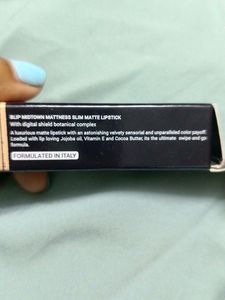 BLIP MIDTOWN MATTNESS SLIM MATTE LIPSTICK
With digital shield botanical complex
A luxurious matte lipstick with an astonishing velvety sensorial and unparalleled color payoff.
Loaded with lip loving Jojoba oil, Vitamin E and Cocoa Butter, its the ultimate swipe and go
formula.
FORMULATED IN ITALY